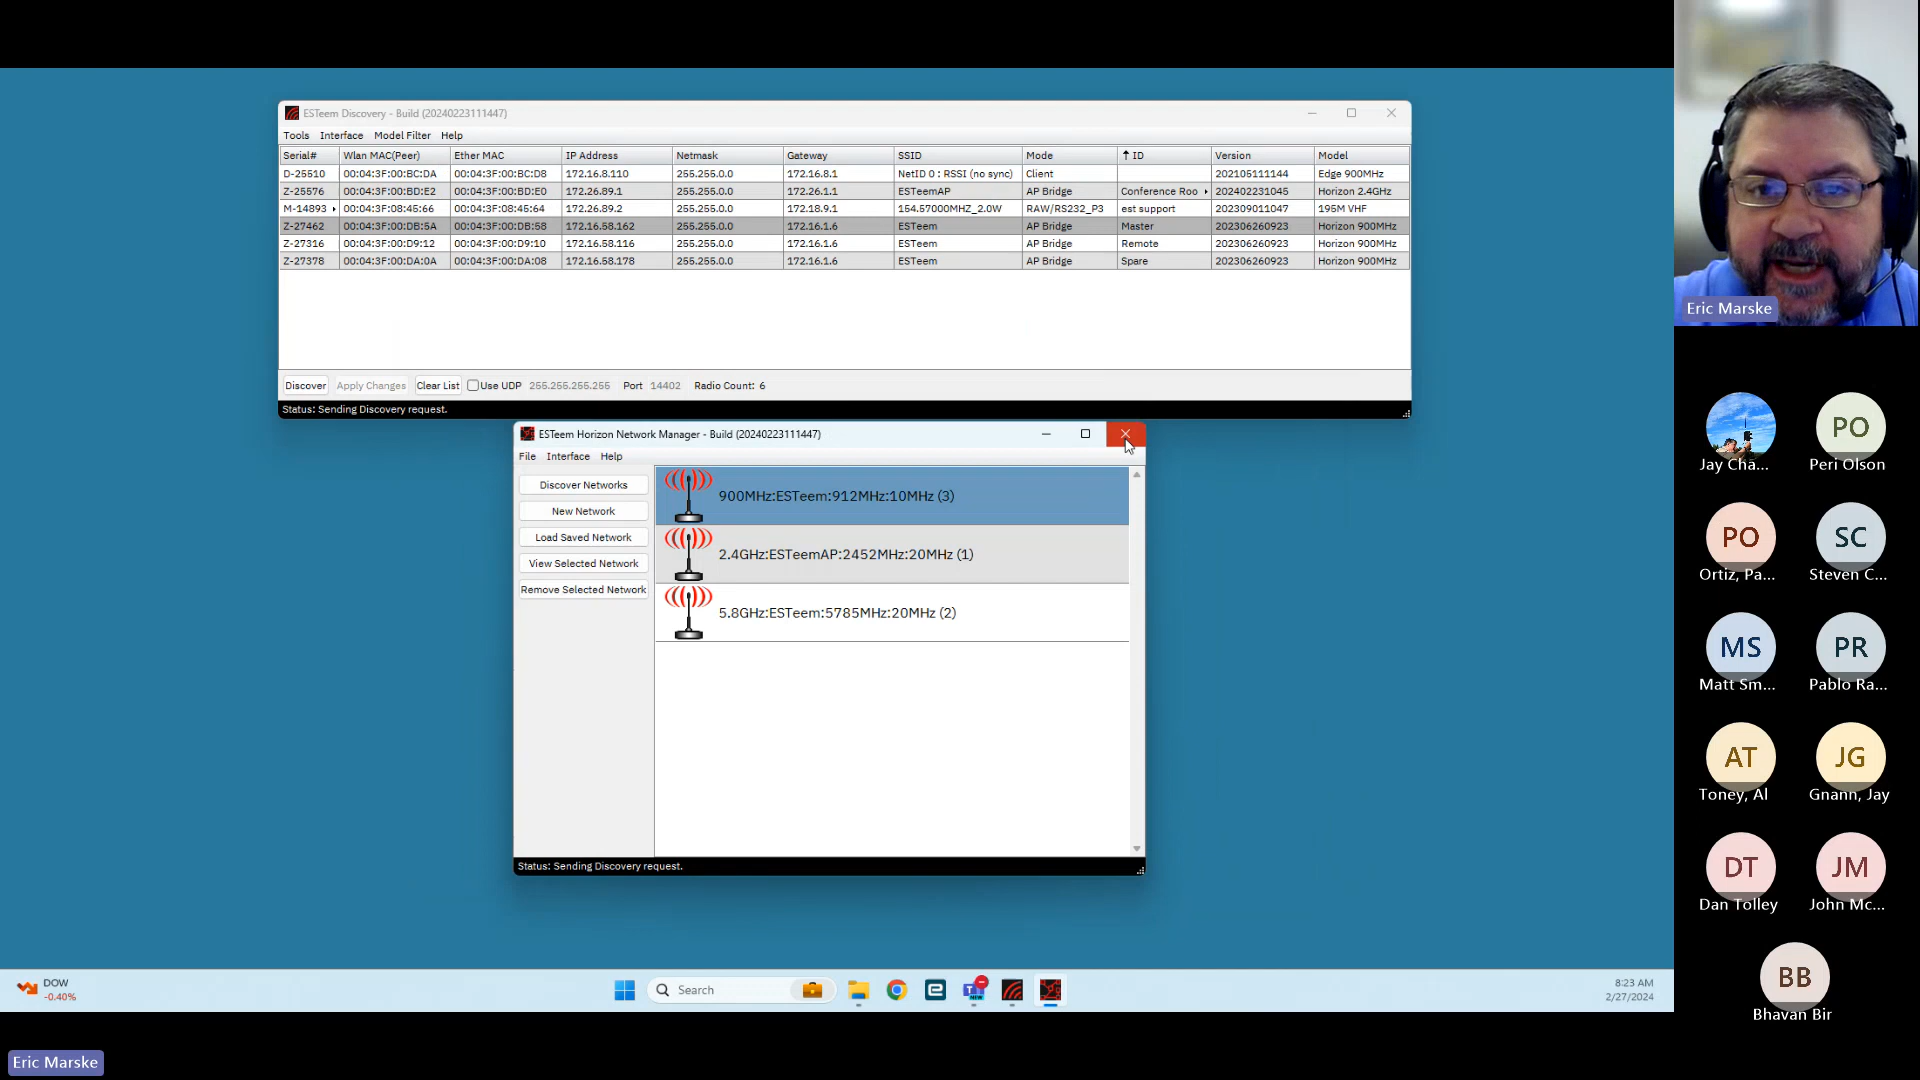 ESTeem Discovery - Build (20240223111447)
Tools Interface Model Filter Help
Serial# Wlan MAC(Peer) Ether MAC IP Address Netmask Gateway SSID Mode ID Version Model
D-25510 00:04:3F:00:BC:DA 00:04:3F:00:BC:D8 172.16.8.110 255.255.0.0 172.16.8.1 NetID 0 : RSSI (no sync) Client 202105111144 Edge 900MHz
Z-25576 00:04:3F:00:BD:E2 00:04:3F:00:BD:E0 172.26.89.1 255.255.0.0 172.26.1.1 ESTeemAP AP Bridge Conference Roo 202402231045 Horizon 2.4GHz
M-14893 00:04:3F:08:45:66 00:04:3F:08:45:64 172.26.89.2 255.255.0.0 172.18.9.1 154.57000MHZ_2.0W RAW/RS232_P3 est support 202309011047 195M VHF
Z-27462 00:04:3F:00:DB:5A 00:04:3F:00:DB:58 172.16.58.162 255.255.0.0 172.16.1.6 ESTeem AP Bridge Master 202306260923 Horizon 900MHz
Z-27316 00:04:3F:00:D9:12 00:04:3F:00:D9:10 172.16.58.116 255.255.0.0 172.16.1.6 ESTeem AP Bridge Remote 202306260923 Horizon 900MHz
Z-27378 00:04:3F:00:DA:0A 00:04:3F:00:DA:08 172.16.58.178 255.255.0.0 172.16.1.6 ESTeem AP Bridge Spare 202306260923 Horizon 900MHz
Discover Apply Changes Clear List Use UDP 255.255.255.255 Port 14402 Radio Count: 6
Status: Sending Discovery request.
ESTeem Horizon Network Manager - Build (20240223111447)
File Interface Help
Discover Networks
New Network
Load Saved Network
View Selected Network
Remove Selected Network
900MHz:ESTeem:912MHz:10MHz (3)
2.4GHz:ESTeemAP:2452MHz:20MHz (1)
5.8GHz:ESTeem:5785MHz:20MHz (2)
Status: Sending Discovery request.
DOW
-0.40%
Search
NEW
8:23 AM
2/27/2024
Eric Marske
Eric Marske
Jay Cha...
PO
Peri Olson
PO
Ortiz, Pa...
SC
Steven C...
MS
Matt Sm...
PR
Pablo Ra...
AT
Toney, Al
JG
Gnann, Jay
DT
Dan Tolley
JM
John Mc...
BB
Bhavan Bir